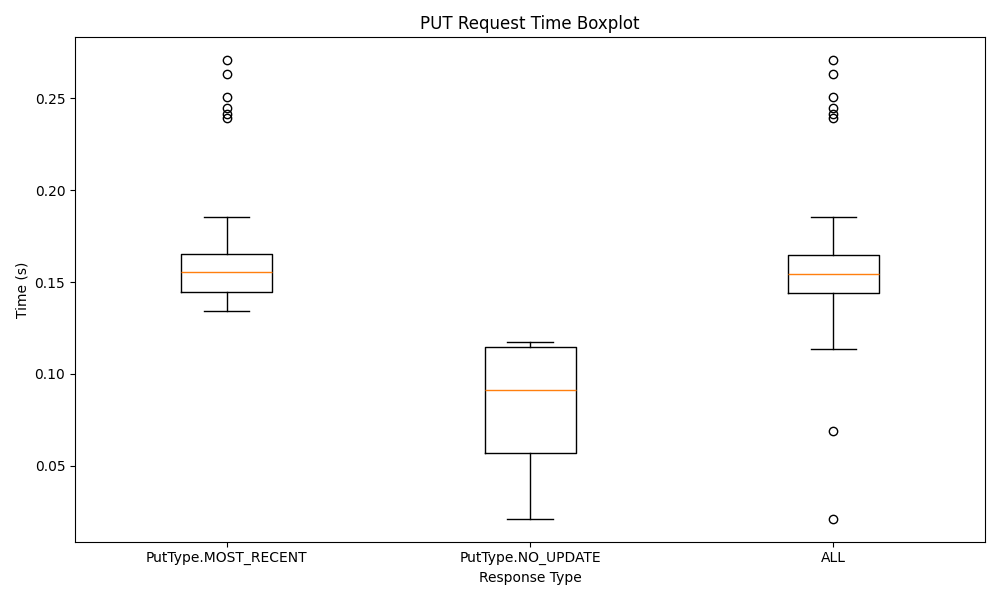 PUT Request Time Boxplot
Time (s)
0.25
0.20
0.15
0.10
0.05
PutType.MOST_RECENT
PutType.NO_UPDATE
ALL
Response Type